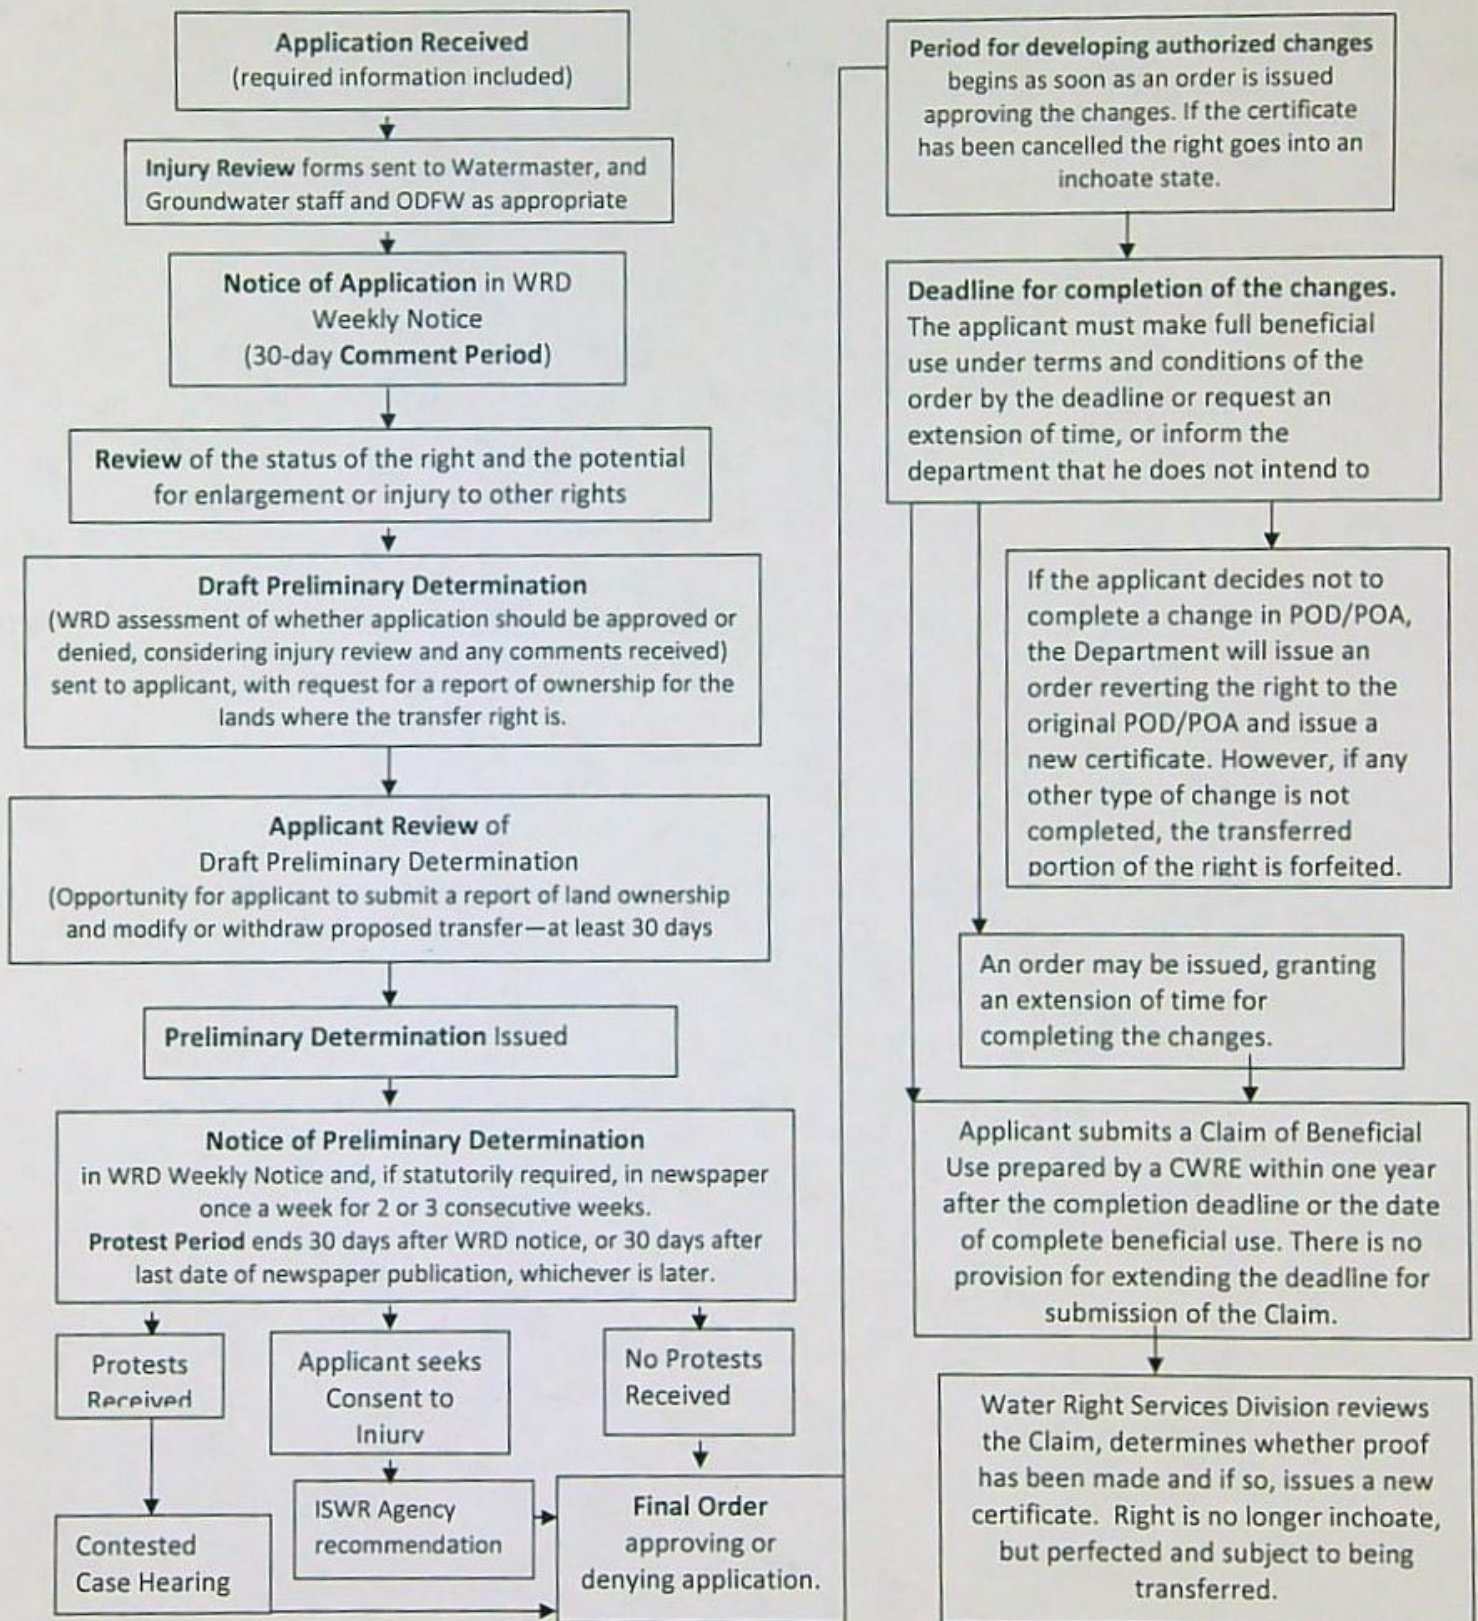 Application Received
(required information included)
Injury Review forms sent to Watermaster, and
Groundwater staff and ODFW as appropriate
Notice of Application in WRD
Weekly Notice
(30-day Comment Period)
Review of the status of the right and the potential
for enlargement or injury to other rights
Draft Preliminary Determination
(WRD assessment of whether application should be approved or
denied, considering injury review and any comments received)
sent to applicant, with request for a report of ownership for the
lands where the transfer right is.
Applicant Review of
Draft Preliminary Determination
(Opportunity for applicant to submit a report of land ownership
and modify or withdraw proposed transfer—at least 30 days
Preliminary Determination Issued
Notice of Preliminary Determination
in WRD Weekly Notice and, if statutorily required, in newspaper
once a week for 2 or 3 consecutive weeks.
Protest Period ends 30 days after WRD notice, or 30 days after
last date of newspaper publication, whichever is later.
Protests
Received
Applicant seeks
Consent to
Injury
No Protests
Received
Contested
Case Hearing
ISWR Agency
recommendation
Final Order
approving or
denying application.
Period for developing authorized changes
begins as soon as an order is issued
approving the changes. If the certificate
has been cancelled the right goes into an
inchoate state.
Deadline for completion of the changes.
The applicant must make full beneficial
use under terms and conditions of the
order by the deadline or request an
extension of time, or inform the
department that he does not intend to
If the applicant decides not to
complete a change in POD/POA,
the Department will issue an
order reverting the right to the
original POD/POA and issue a
new certificate. However, if any
other type of change is not
completed, the transferred
portion of the right is forfeited.
An order may be issued, granting
an extension of time for
completing the changes.
Applicant submits a Claim of Beneficial
Use prepared by a CWRE within one year
after the completion deadline or the date
of complete beneficial use. There is no
provision for extending the deadline for
submission of the Claim.
Water Right Services Division reviews
the Claim, determines whether proof
has been made and if so, issues a new
certificate. Right is no longer inchoate,
but perfected and subject to being
transferred.